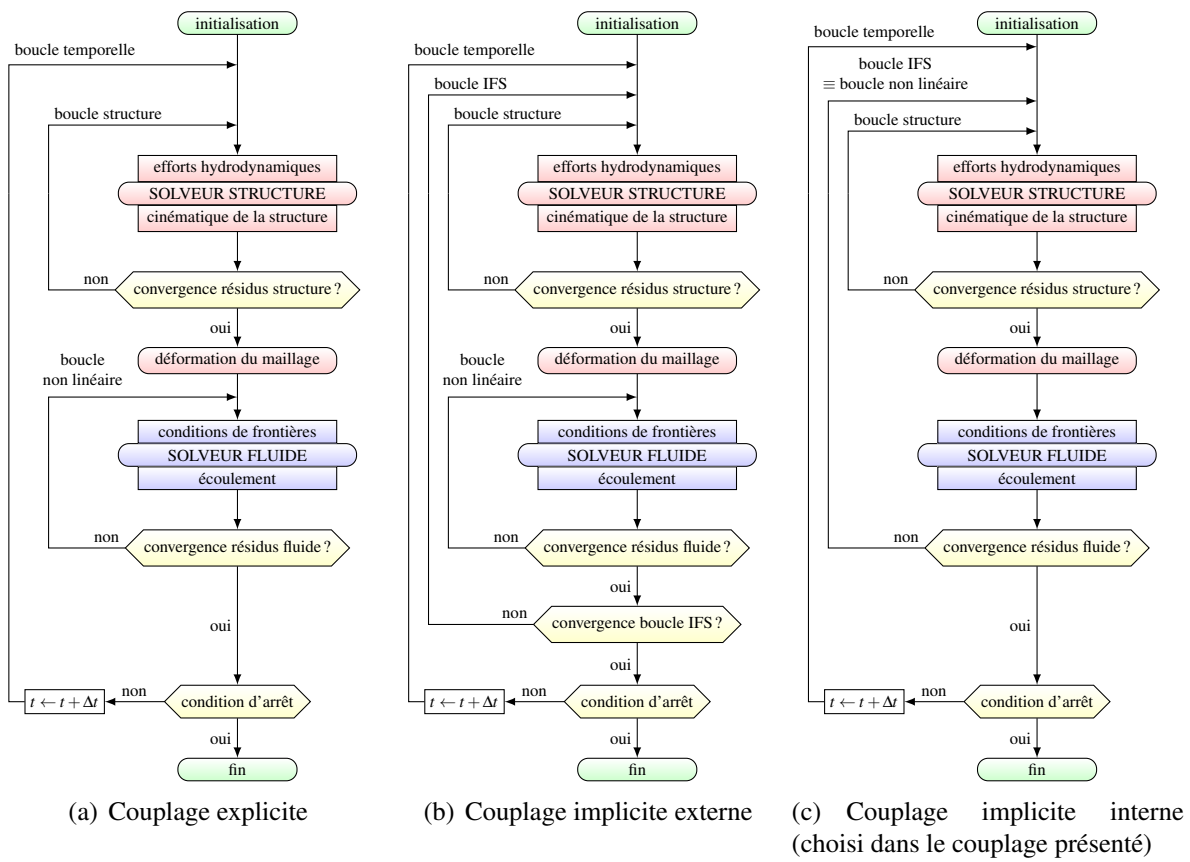 initialisation
boucle temporelle
boucle structure
efforts hydrodynamiques
SOLVEUR STRUCTURE
cinématique de la structure
non
convergence résidus structure ?
oui
déformation du maillage
boucle
non linéaire
conditions de frontières
SOLVEUR FLUIDE
écoulement
non
convergence résidus fluide ?
oui
non
t ← t + Δt
condition d'arrêt
oui
fin
(a) Couplage explicite
initialisation
boucle temporelle
boucle IFS
boucle structure
efforts hydrodynamiques
SOLVEUR STRUCTURE
cinématique de la structure
non
convergence résidus structure ?
oui
déformation du maillage
boucle
non linéaire
conditions de frontières
SOLVEUR FLUIDE
écoulement
non
convergence résidus fluide ?
oui
non
convergence boucle IFS ?
oui
non
t ← t + Δt
condition d'arrêt
oui
fin
(b) Couplage implicite externe
initialisation
boucle temporelle
boucle IFS
≡ boucle non linéaire
boucle structure
efforts hydrodynamiques
SOLVEUR STRUCTURE
cinématique de la structure
non
convergence résidus structure ?
oui
déformation du maillage
conditions de frontières
SOLVEUR FLUIDE
écoulement
non
convergence résidus fluide ?
oui
non
t ← t + Δt
condition d'arrêt
oui
fin
(c) Couplage implicite interne
(choisi dans le couplage présenté)